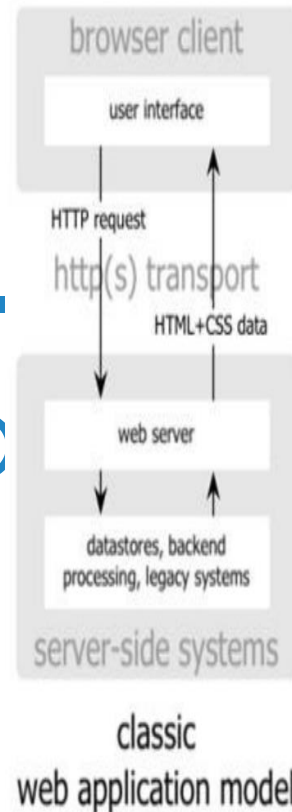 browser client
user interface
HTTP request
http(s) transport
HTML+CSS data
web server
datastores, backend
processing, legacy systems
server-side systems
classic
web application model